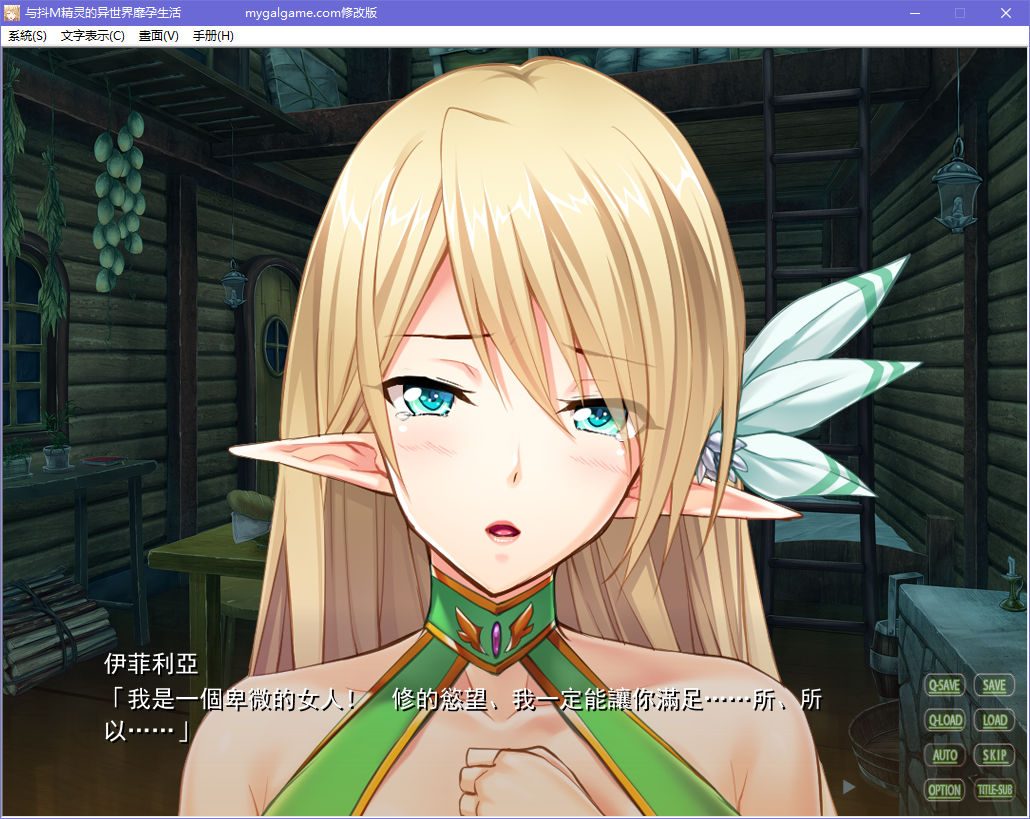 与抖M精灵的异世界靡孕生活 mygalgame.com修改版
系統(S) 文字表示(C) 畫面(V) 手册(H)
伊菲利亞
「我是一個卑微的女人！ 修的慾望、我一定能讓你滿足……所、所
以……」
Q-SAVE SAVE
Q-LOAD LOAD
AUTO SKIP
OPTION TITLE-SUB